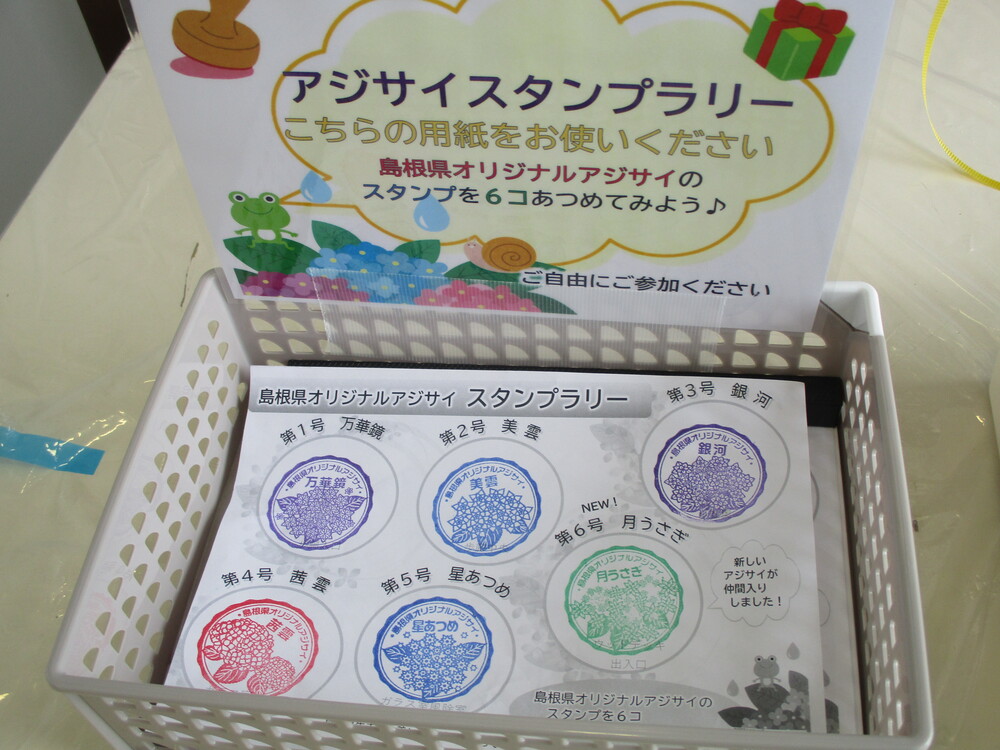 アジサイスタンプラリー
こちらの用紙をお使いください
島根県オリジナルアジサイの
スタンプを6コあつめてみよう♪
ご自由にご参加ください
島根県オリジナルアジサイ スタンプラリー
第1号 万華鏡
島根県オリジナルアジサイ
万華鏡
第2号 美雲
島根県オリジナルアジサイ
美雲
第3号 銀河
島根県オリジナルアジサイ
銀河
第4号 茜雲
島根県オリジナルアジサイ
茜雲
第5号 星あつめ
島根県オリジナルアジサイ
星あつめ
NEW!
第6号 月うさぎ
島根県オリジナルアジサイ
月うさぎ
出入口
新しい
アジサイが
仲間入り
しました!
島根県オリジナルアジサイの
スタンプを6コ